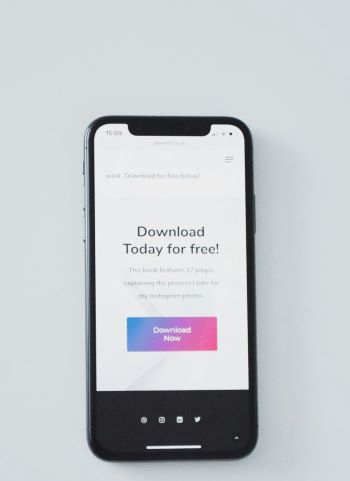 15:09
work. Download for free below!
Download
Today for free!
This book features 17 pages
explaining the process I take for
my Instagram photos.
Download
Now